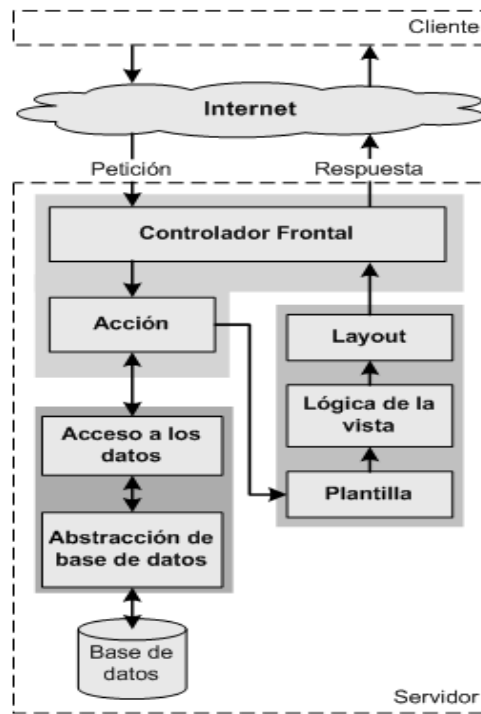 Cliente
Internet
Petición
Respuesta
Controlador Frontal
Acción
Layout
Lógica de la
vista
Acceso a los
datos
Plantilla
Abstracción de
base de datos
Base de
datos
Servidor